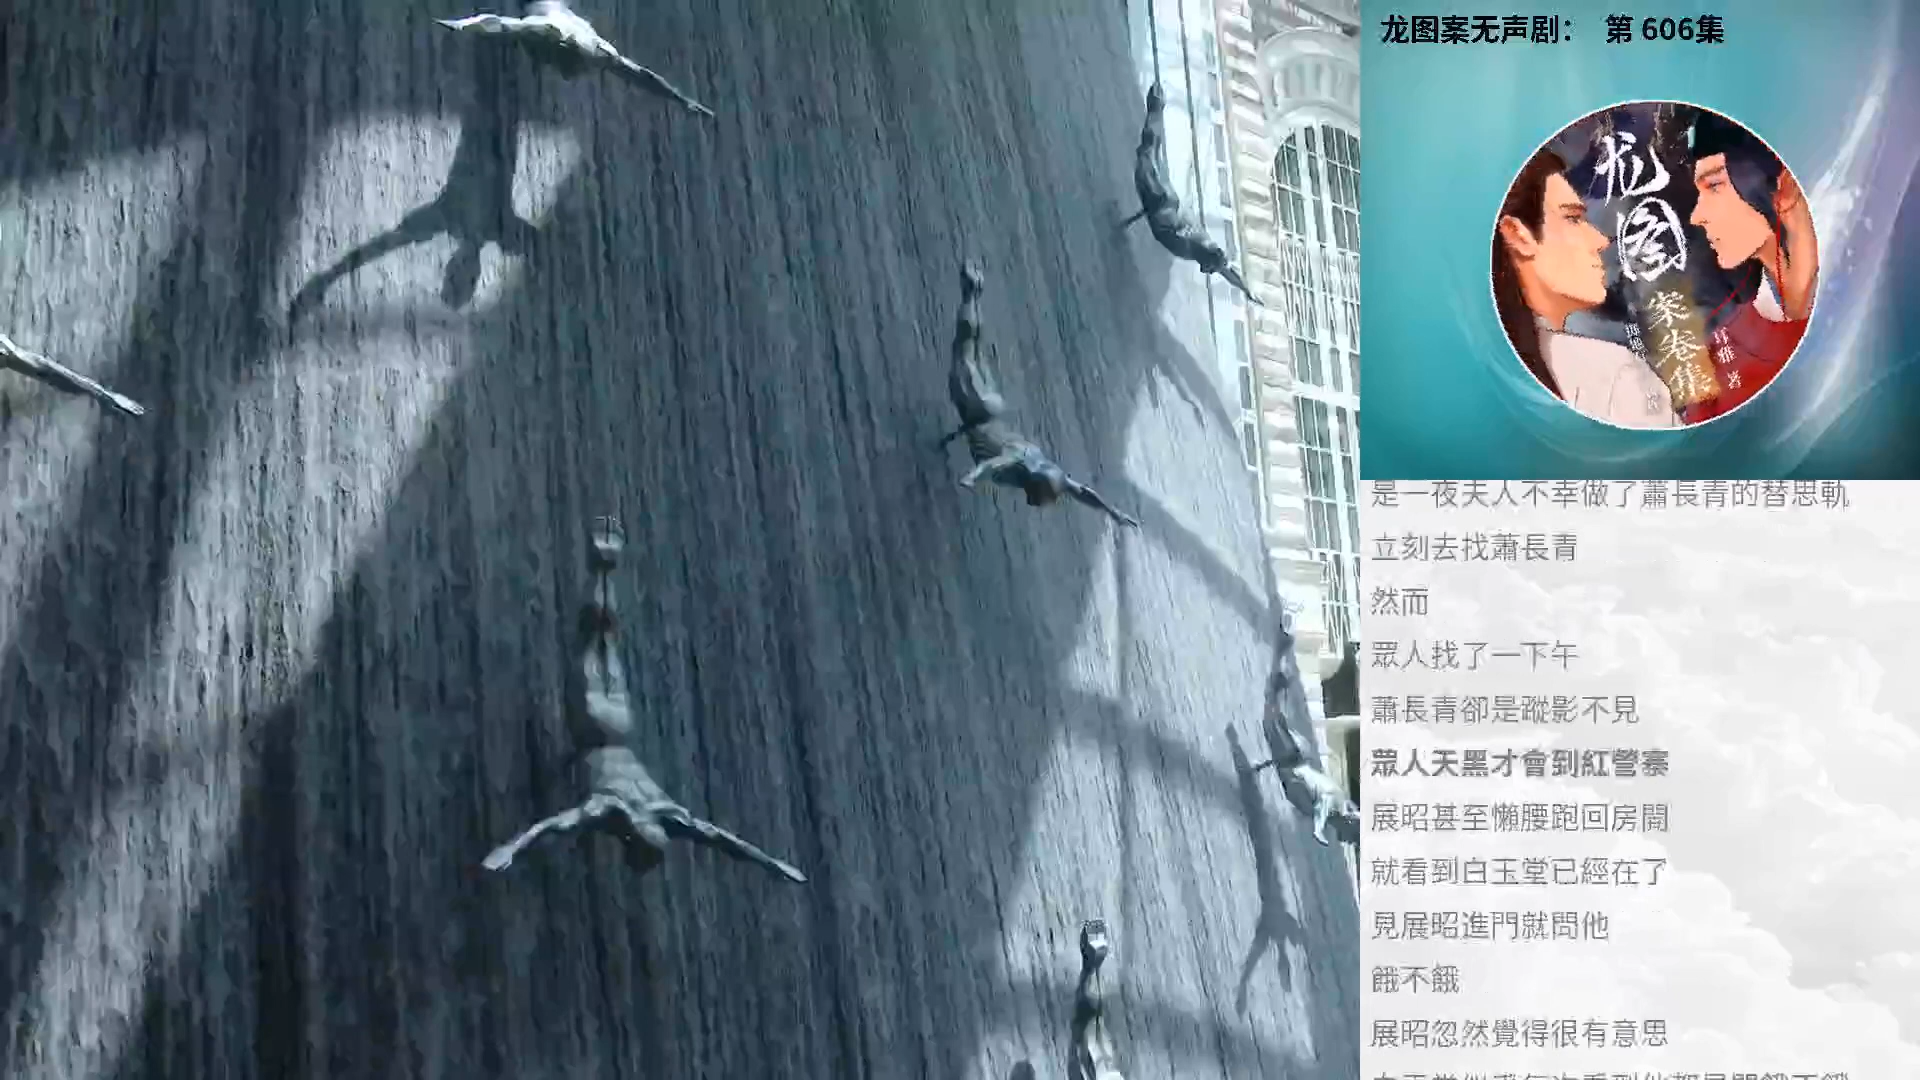 龙图案无声剧： 第 606集
龙图
案卷集
耳雅 著
是一夜夫人不幸做了蕭長青的替思軌
立刻去找蕭長青
然而
眾人找了一下午
蕭長青卻是蹤影不見
眾人天黑才會到紅營寨
展昭甚至懶腰跑回房間
就看到白玉堂已經在了
見展昭進門就問他
餓不餓
展昭忽然覺得很有意思